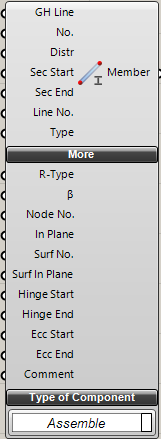 GH Line
No.
Distr
Sec Start Member
Sec End
Line No.
Type
More
R-Type
β
Node No.
In Plane
Surf No.
Surf In Plane
Hinge Start
Hinge End
Ecc Start
Ecc End
Comment
Type of Component
Assemble